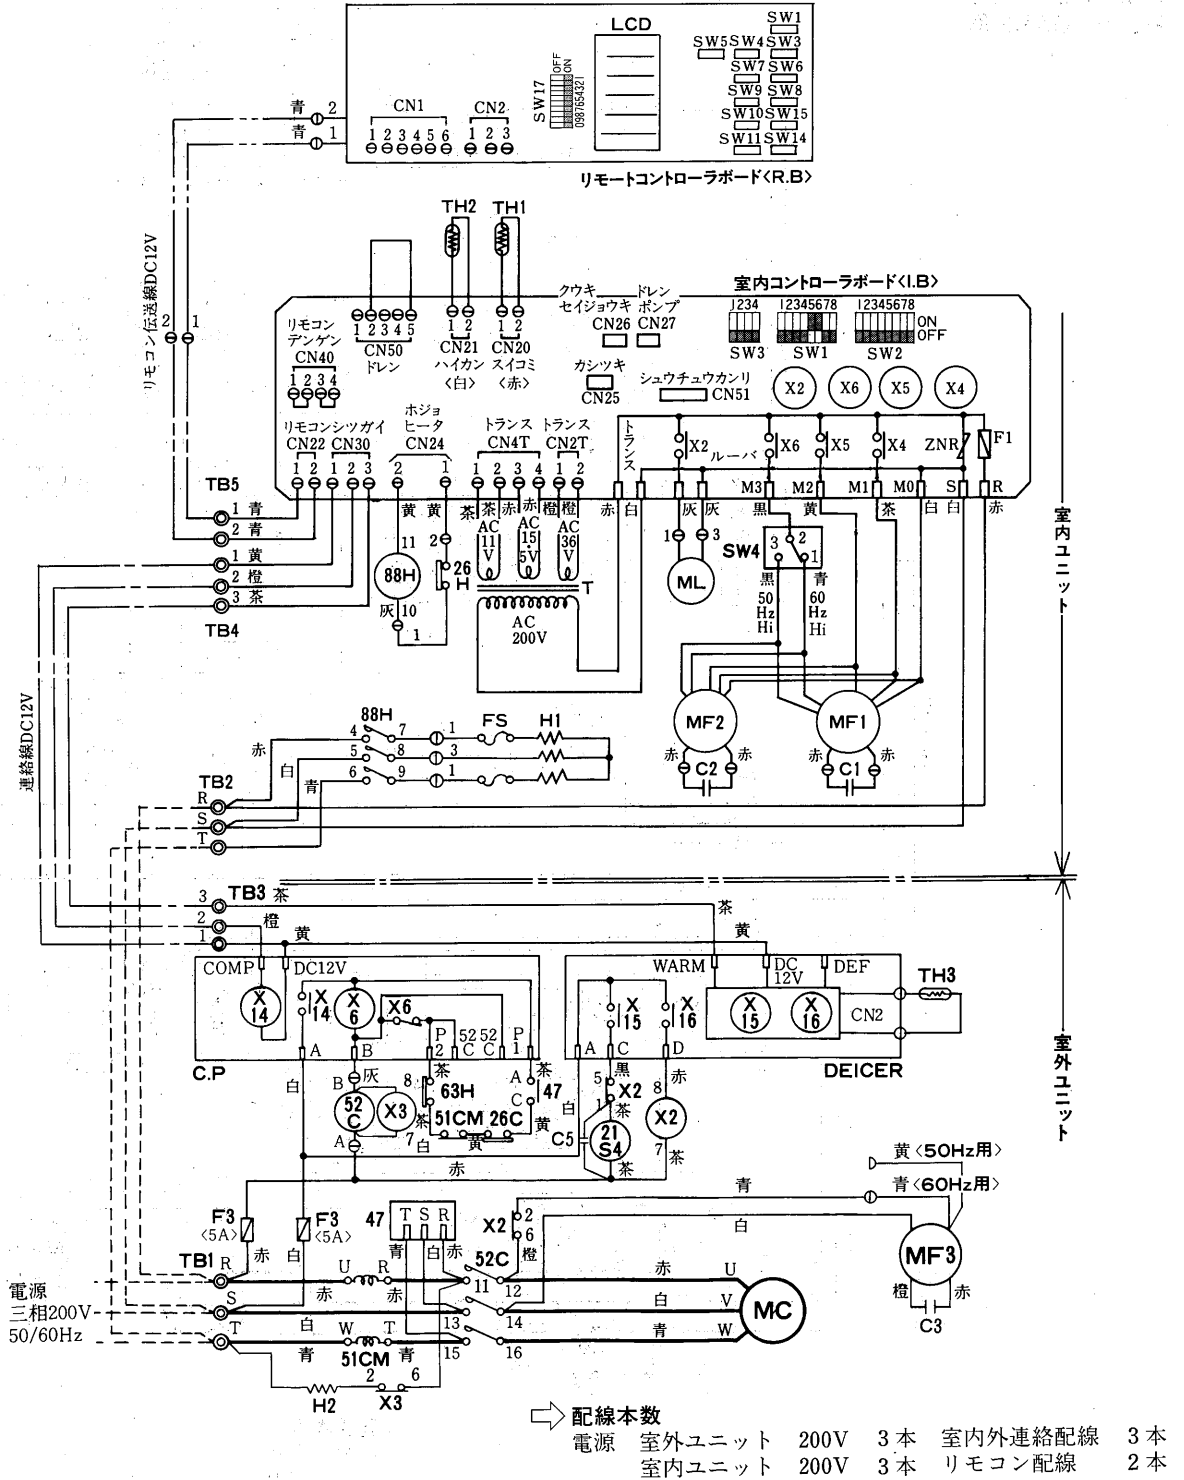 LCD
SW1
SW5 SW4 SW3
SW7 SW6
SW9 SW8
SW10 SW15
SW11 SW14
SW17
OFF
ON
0987654321
青 2
青 1
CN1 CN2
1 2 3 4 5 6 1 2 3
リモートコントローラボード<R.B>
TH2 TH1
リモコン伝送線DC12V
2 1
室内コントローラボード<I.B>
クウキ
セイジョウキ
CN26
ドレン
ポンプ
CN27
1234 12345678 12345678
ON
OFF
SW3 SW1 SW2
リモコン
デンゲン
CN40
1 2 3 4
1 2 3 4 5
CN50
ドレン
1 2
CN21
ハイカン
<白>
1 2
CN20
スイコミ
<赤>
カシツキ
CN25
シュウチュウカンリ
CN51
X2 X6 X5 X4
リモコン シツガイ
CN22 CN30
1 2 1 2 3
ホジョ
ヒータ
CN24
2 1
トランス
CN4T
1 2 3 4
トランス
CN2T
1 2
トランス
X2 ルーバ X6 X5 X4 ZNR F1
M3 M2 M1 M0 S R
TB5
1 青
2 青
1 黄
2 橙
3 茶
TB4
黄 黄 茶 茶 赤 赤 橙 橙 赤 白 灰 灰 黒 黄 茶 白 白 赤
11
88H
灰 10
1
2
26
H
AC
11
V
AC
15.
5V
AC
36
V
T
AC
200V
1 3
ML
SW4
3 2 1
黒
50
Hz
Hi
青
60
Hz
Hi
室内ユニット
連絡線DC12V
MF2 MF1
赤 赤 赤 赤
C2 C1
88H
4 7 1 FS H1
5 8 3
6 9 1
赤
白
青
TB2
R
S
T
3 TB3 茶
2 橙
1 黄
茶
黄
COMP DC12V
X
14
X
14
X
6
X6
A B
P
2
52
C
52
C
P
1
C.P
WARM DC
12V
DEF
X
15
X
16
X
15
X
16
CN2
TH3
A C D
DEICER
室外ユニット
白
B 灰
52
C
X3
A
茶
8 63H
茶
7 白
51CM 26C
黄
茶
A
C
47
黄
白
黒
5 X2
1 茶
C5
21
S4
茶
赤
8
X2
7 茶
赤
黄<50Hz用>
青<60Hz用>
青
白
F3
<5A>
F3
<5A>
赤 白
47 T S R
青 白 赤
X2 2
6
橙
52C
MF3
橙 赤
C3
TB1 R
S
T
U R
赤 赤
白
W T
青 51CM 青
11 12
13 14
15 16
赤 U
白 V
青 W
MC
電源
三相200V
50/60Hz
H2
2 6
X3
配線本数
電源 室外ユニット 200V 3本 室内外連絡配線 3本
室内ユニット 200V 3本 リモコン配線 2本